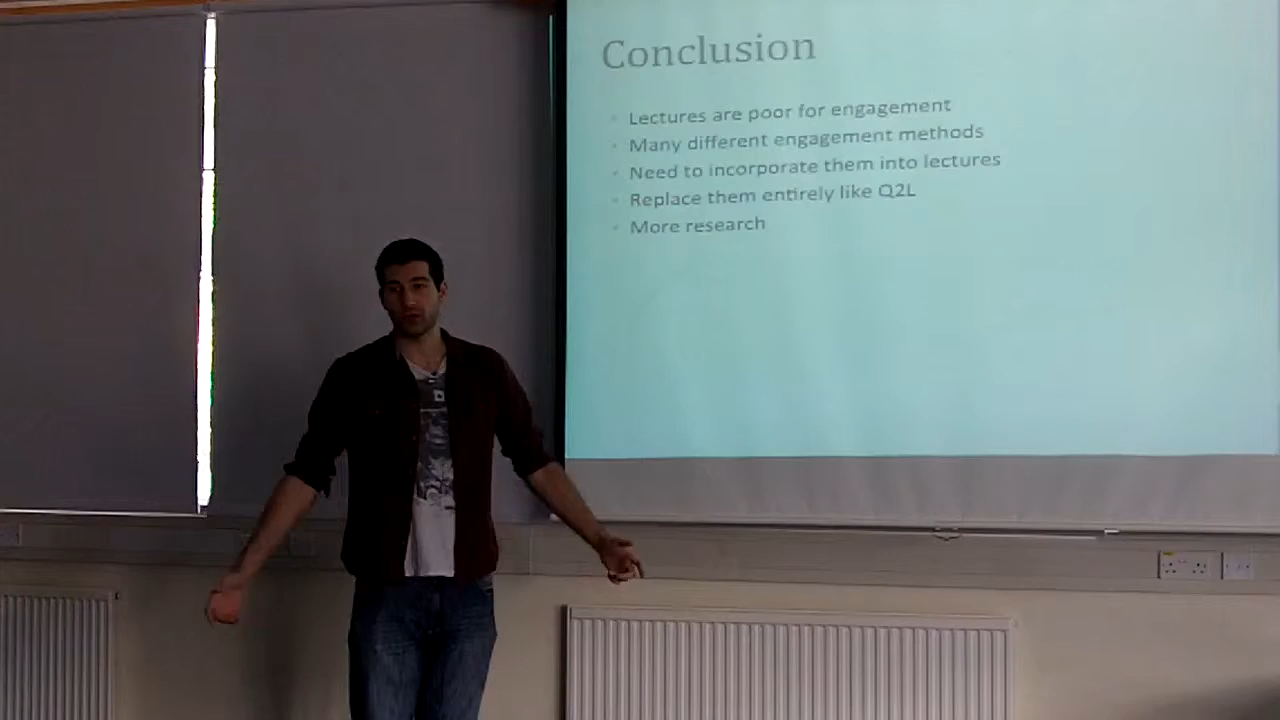 Conclusion
Lectures are poor for engagement
Many different engagement methods
Need to incorporate them into lectures
Replace them entirely like Q2L
More research